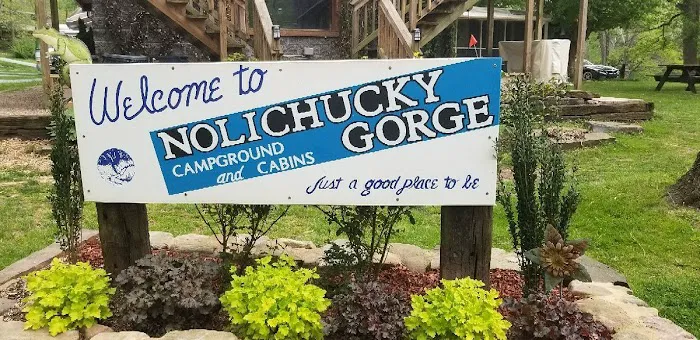 Welcome to
NOLICHUCKY
GORGE
CAMPGROUND
and CABINS
Just a good place to be